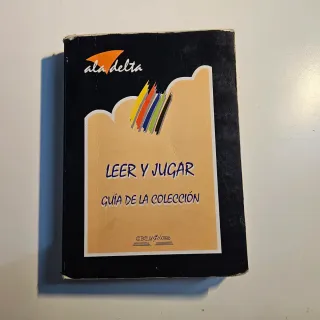 ala delta
LEER Y JUGAR
GUÍA DE LA COLECCIÓN